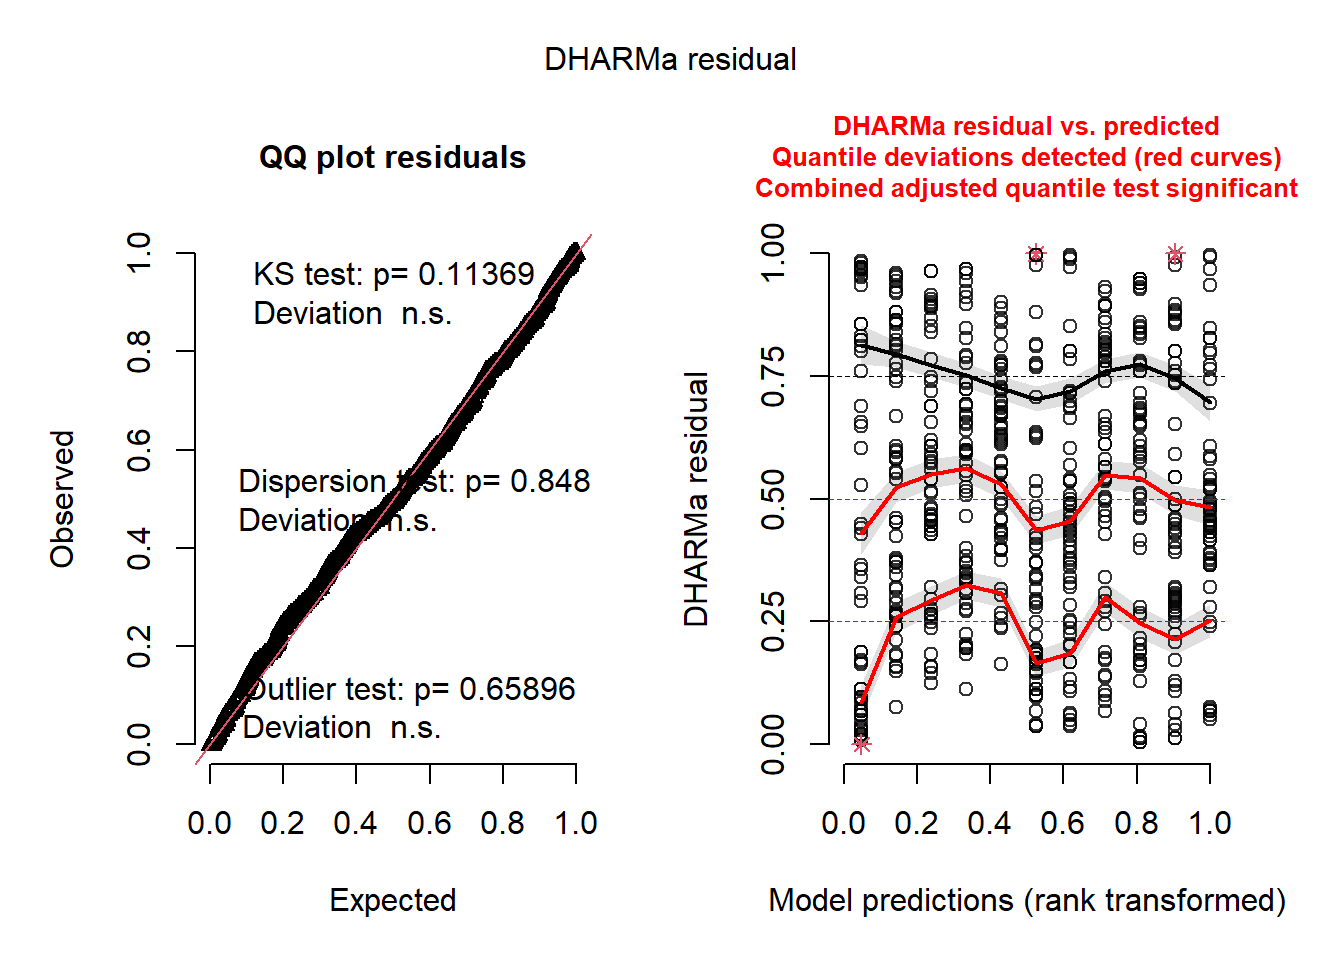 DHARMa residual
QQ plot residuals
KS test: p= 0.11369
Deviation  n.s.
Dispersion test: p= 0.848
Deviation  n.s.
Outlier test: p= 0.65896
Deviation  n.s.
Observed
0.0 0.2 0.4 0.6 0.8 1.0
0.0 0.2 0.4 0.6 0.8 1.0
Expected
DHARMa residual vs. predicted
Quantile deviations detected (red curves)
Combined adjusted quantile test significant
DHARMa residual
0.00 0.25 0.50 0.75 1.00
0.0 0.2 0.4 0.6 0.8 1.0
Model predictions (rank transformed)